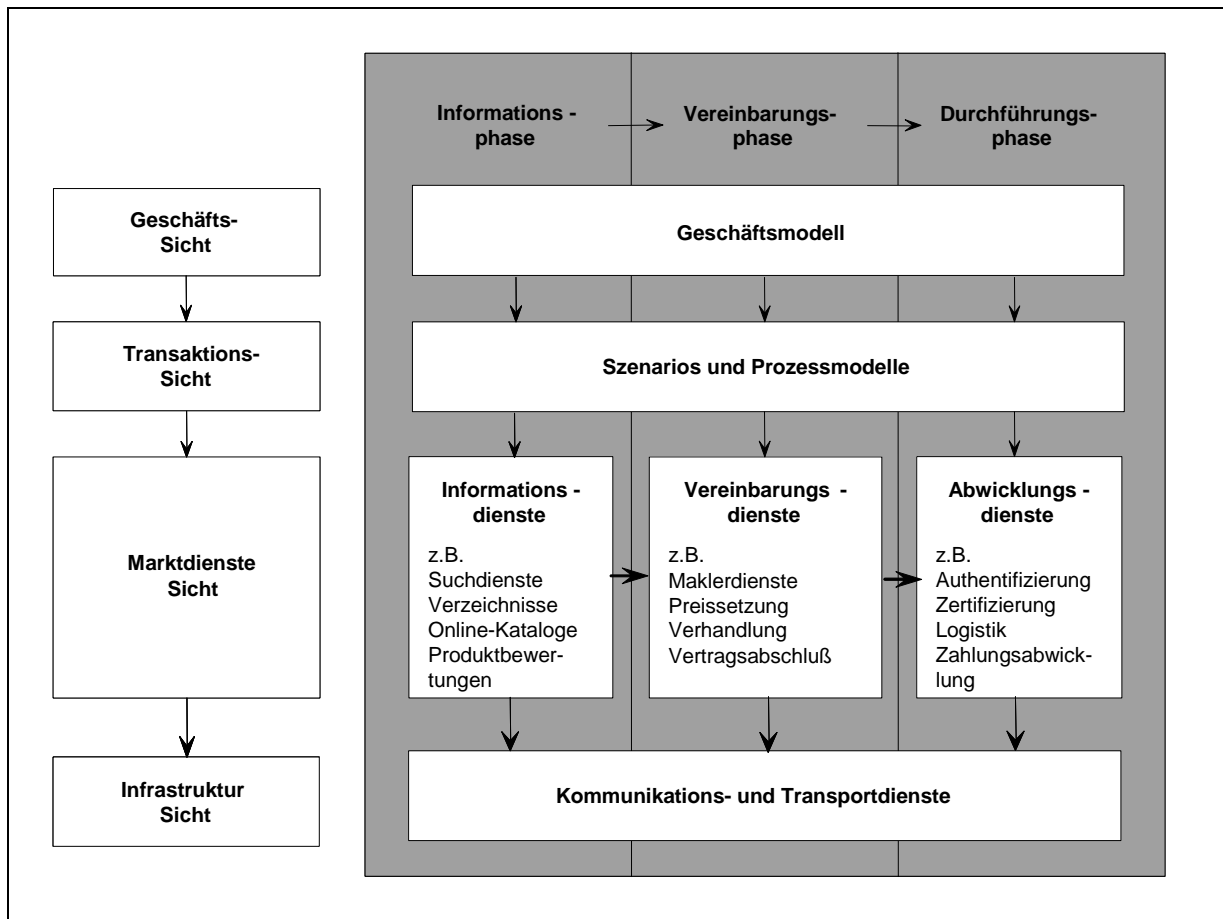 Informations -
phase
Vereinbarungs-
phase
Durchführungs-
phase
Geschäfts-
Sicht
Geschäftsmodell
Transaktions-
Sicht
Szenarios und Prozessmodelle
Marktdienste
Sicht
Informations -
dienste
z.B.
Suchdienste
Verzeichnisse
Online-Kataloge
Produktbewer-
tungen
Vereinbarungs -
dienste
z.B.
Maklerdienste
Preissetzung
Verhandlung
Vertragsabschluß
Abwicklungs -
dienste
z.B.
Authentifizierung
Zertifizierung
Logistik
Zahlungsabwick-
lung
Infrastruktur
Sicht
Kommunikations- und Transportdienste